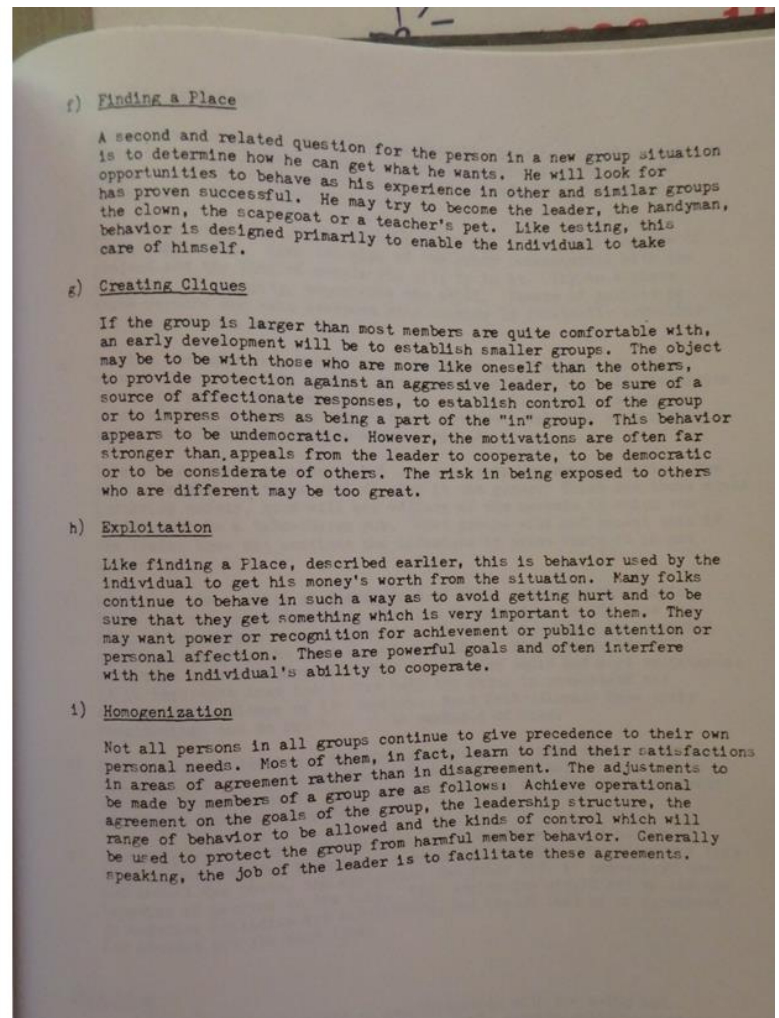 f) Finding a Place
A second and related question for the person in a new group situation
is to determine how he can get what he wants. He will look for
opportunities to behave as his experience in other and similar groups
has proven successful. He may try to become the leader, the handyman,
the clown, the scapegoat or a teacher's pet. Like testing, this
behavior is designed primarily to enable the individual to take
care of himself.
g) Creating Cliques
If the group is larger than most members are quite comfortable with,
an early development will be to establish smaller groups. The object
may be to be with those who are more like oneself than the others,
to provide protection against an aggressive leader, to be sure of a
source of affectionate responses, to establish control of the group
or to impress others as being a part of the "in" group. This behavior
appears to be undemocratic. However, the motivations are often far
stronger than appeals from the leader to cooperate, to be democratic
or to be considerate of others. The risk in being exposed to others
who are different may be too great.
h) Exploitation
Like finding a Place, described earlier, this is behavior used by the
individual to get his money's worth from the situation. Many folks
continue to behave in such a way as to avoid getting hurt and to be
sure that they get something which is very important to them. They
may want power or recognition for achievement or public attention or
personal affection. These are powerful goals and often interfere
with the individual's ability to cooperate.
i) Homogenization
Not all persons in all groups continue to give precedence to their own
personal needs. Most of them, in fact, learn to find their satisfactions
in areas of agreement rather than in disagreement. The adjustments to
be made by members of a group are as follows: Achieve operational
agreement on the goals of the group, the leadership structure, the
range of behavior to be allowed and the kinds of control which will
be used to protect the group from harmful member behavior. Generally
speaking, the job of the leader is to facilitate these agreements.